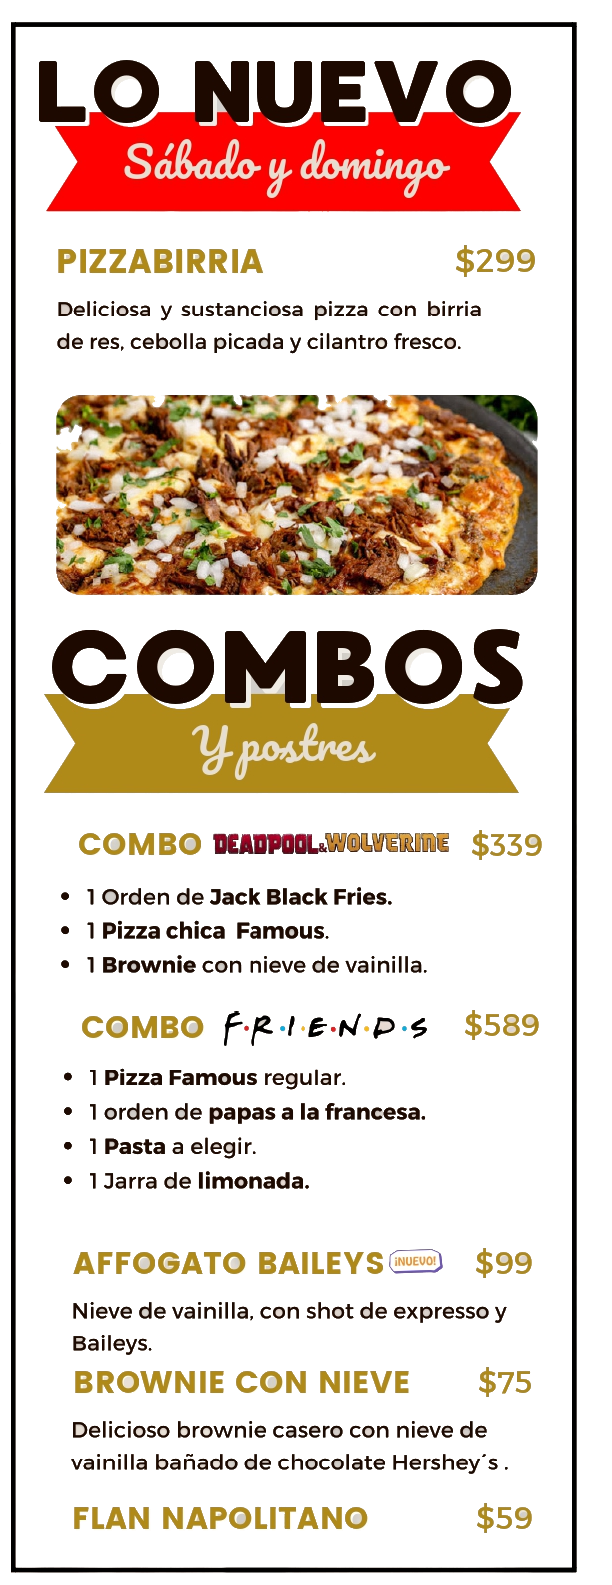 LO NUEVO
Sábado y domingo
PIZZABIRRIA $299
Deliciosa y sustanciosa pizza con birria
de res, cebolla picada y cilantro fresco.
COMBOS
Y postres
COMBO DEADPOOL & WOLVERINE $339
• 1 Orden de Jack Black Fries.
• 1 Pizza chica Famous.
• 1 Brownie con nieve de vainilla.
COMBO F·R·I·E·N·D·S $589
• 1 Pizza Famous regular.
• 1 orden de papas a la francesa.
• 1 Pasta a elegir.
• 1 Jarra de limonada.
AFFOGATO BAILEYS ¡NUEVO! $99
Nieve de vainilla, con shot de expresso y
Baileys.
BROWNIE CON NIEVE $75
Delicioso brownie casero con nieve de
vainilla bañado de chocolate Hershey´s .
FLAN NAPOLITANO $59